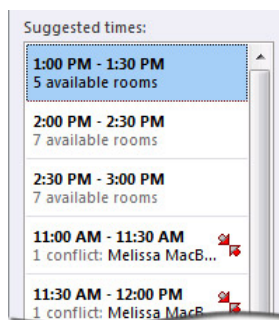 Suggested times:
1:00 PM - 1:30 PM
5 available rooms
2:00 PM - 2:30 PM
7 available rooms
2:30 PM - 3:00 PM
7 available rooms
11:00 AM - 11:30 AM
1 conflict: Melissa MacB...
11:30 AM - 12:00 PM
1 conflict: Melissa MacB...